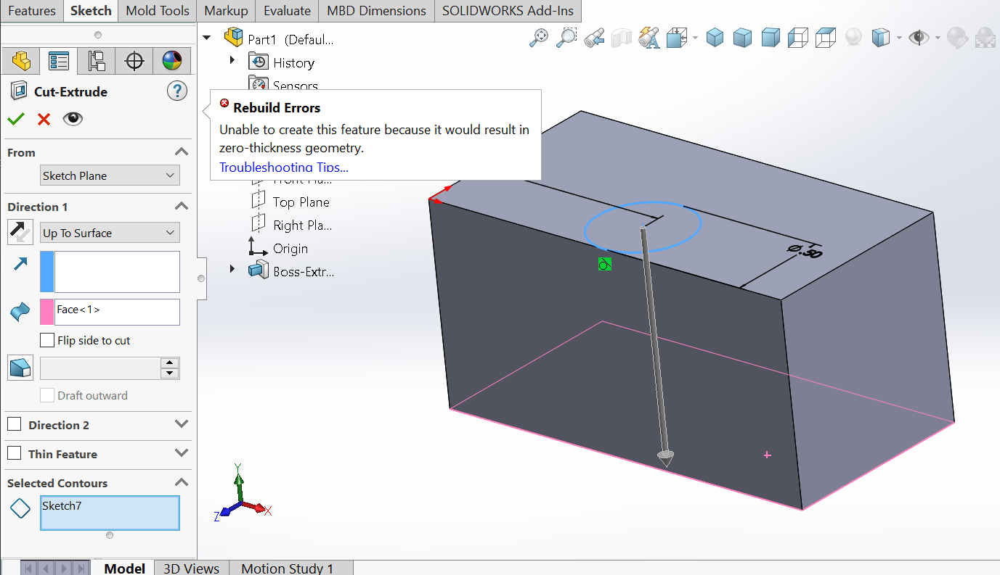 Features Sketch Mold Tools Markup Evaluate MBD Dimensions SOLIDWORKS Add-Ins
Part1 (Defaul...
History
Sensors
Cut-Extrude
?
Rebuild Errors
Unable to create this feature because it would result in
zero-thickness geometry.
Troubleshooting Tips...
From
Sketch Plane
Front Pla...
Top Plane
Right Pla...
Origin
Boss-Extr...
Direction 1
Up To Surface
Face<1>
Flip side to cut
Draft outward
Direction 2
Thin Feature
Selected Contours
Sketch7
Ø.50
Y
X
Z
Model 3D Views Motion Study 1